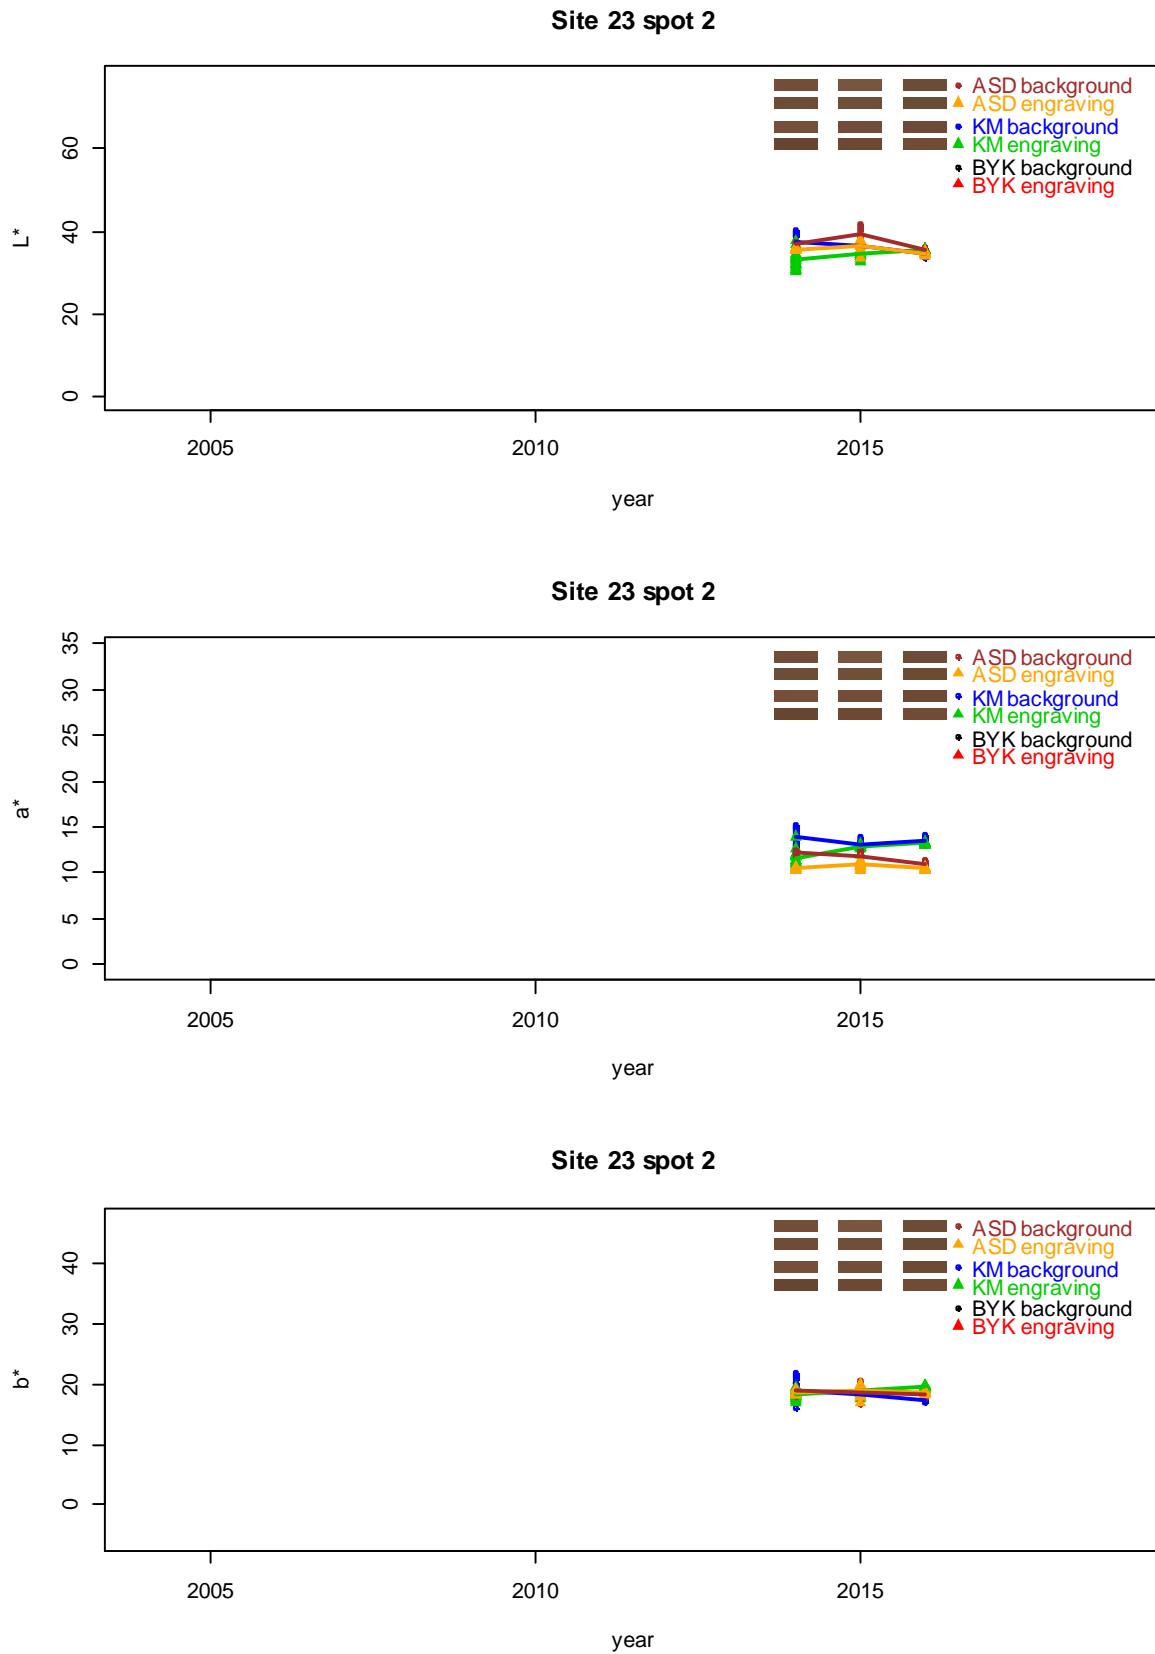 Site 23 spot 2
ASD background
ASD engraving
KM background
KM engraving
BYK background
BYK engraving
60
40
20
0
L*
2005 2010 2015
year
Site 23 spot 2
ASD background
ASD engraving
KM background
KM engraving
BYK background
BYK engraving
35
30
25
20
15
10
5
0
a*
2005 2010 2015
year
Site 23 spot 2
ASD background
ASD engraving
KM background
KM engraving
BYK background
BYK engraving
40
30
20
10
0
b*
2005 2010 2015
year